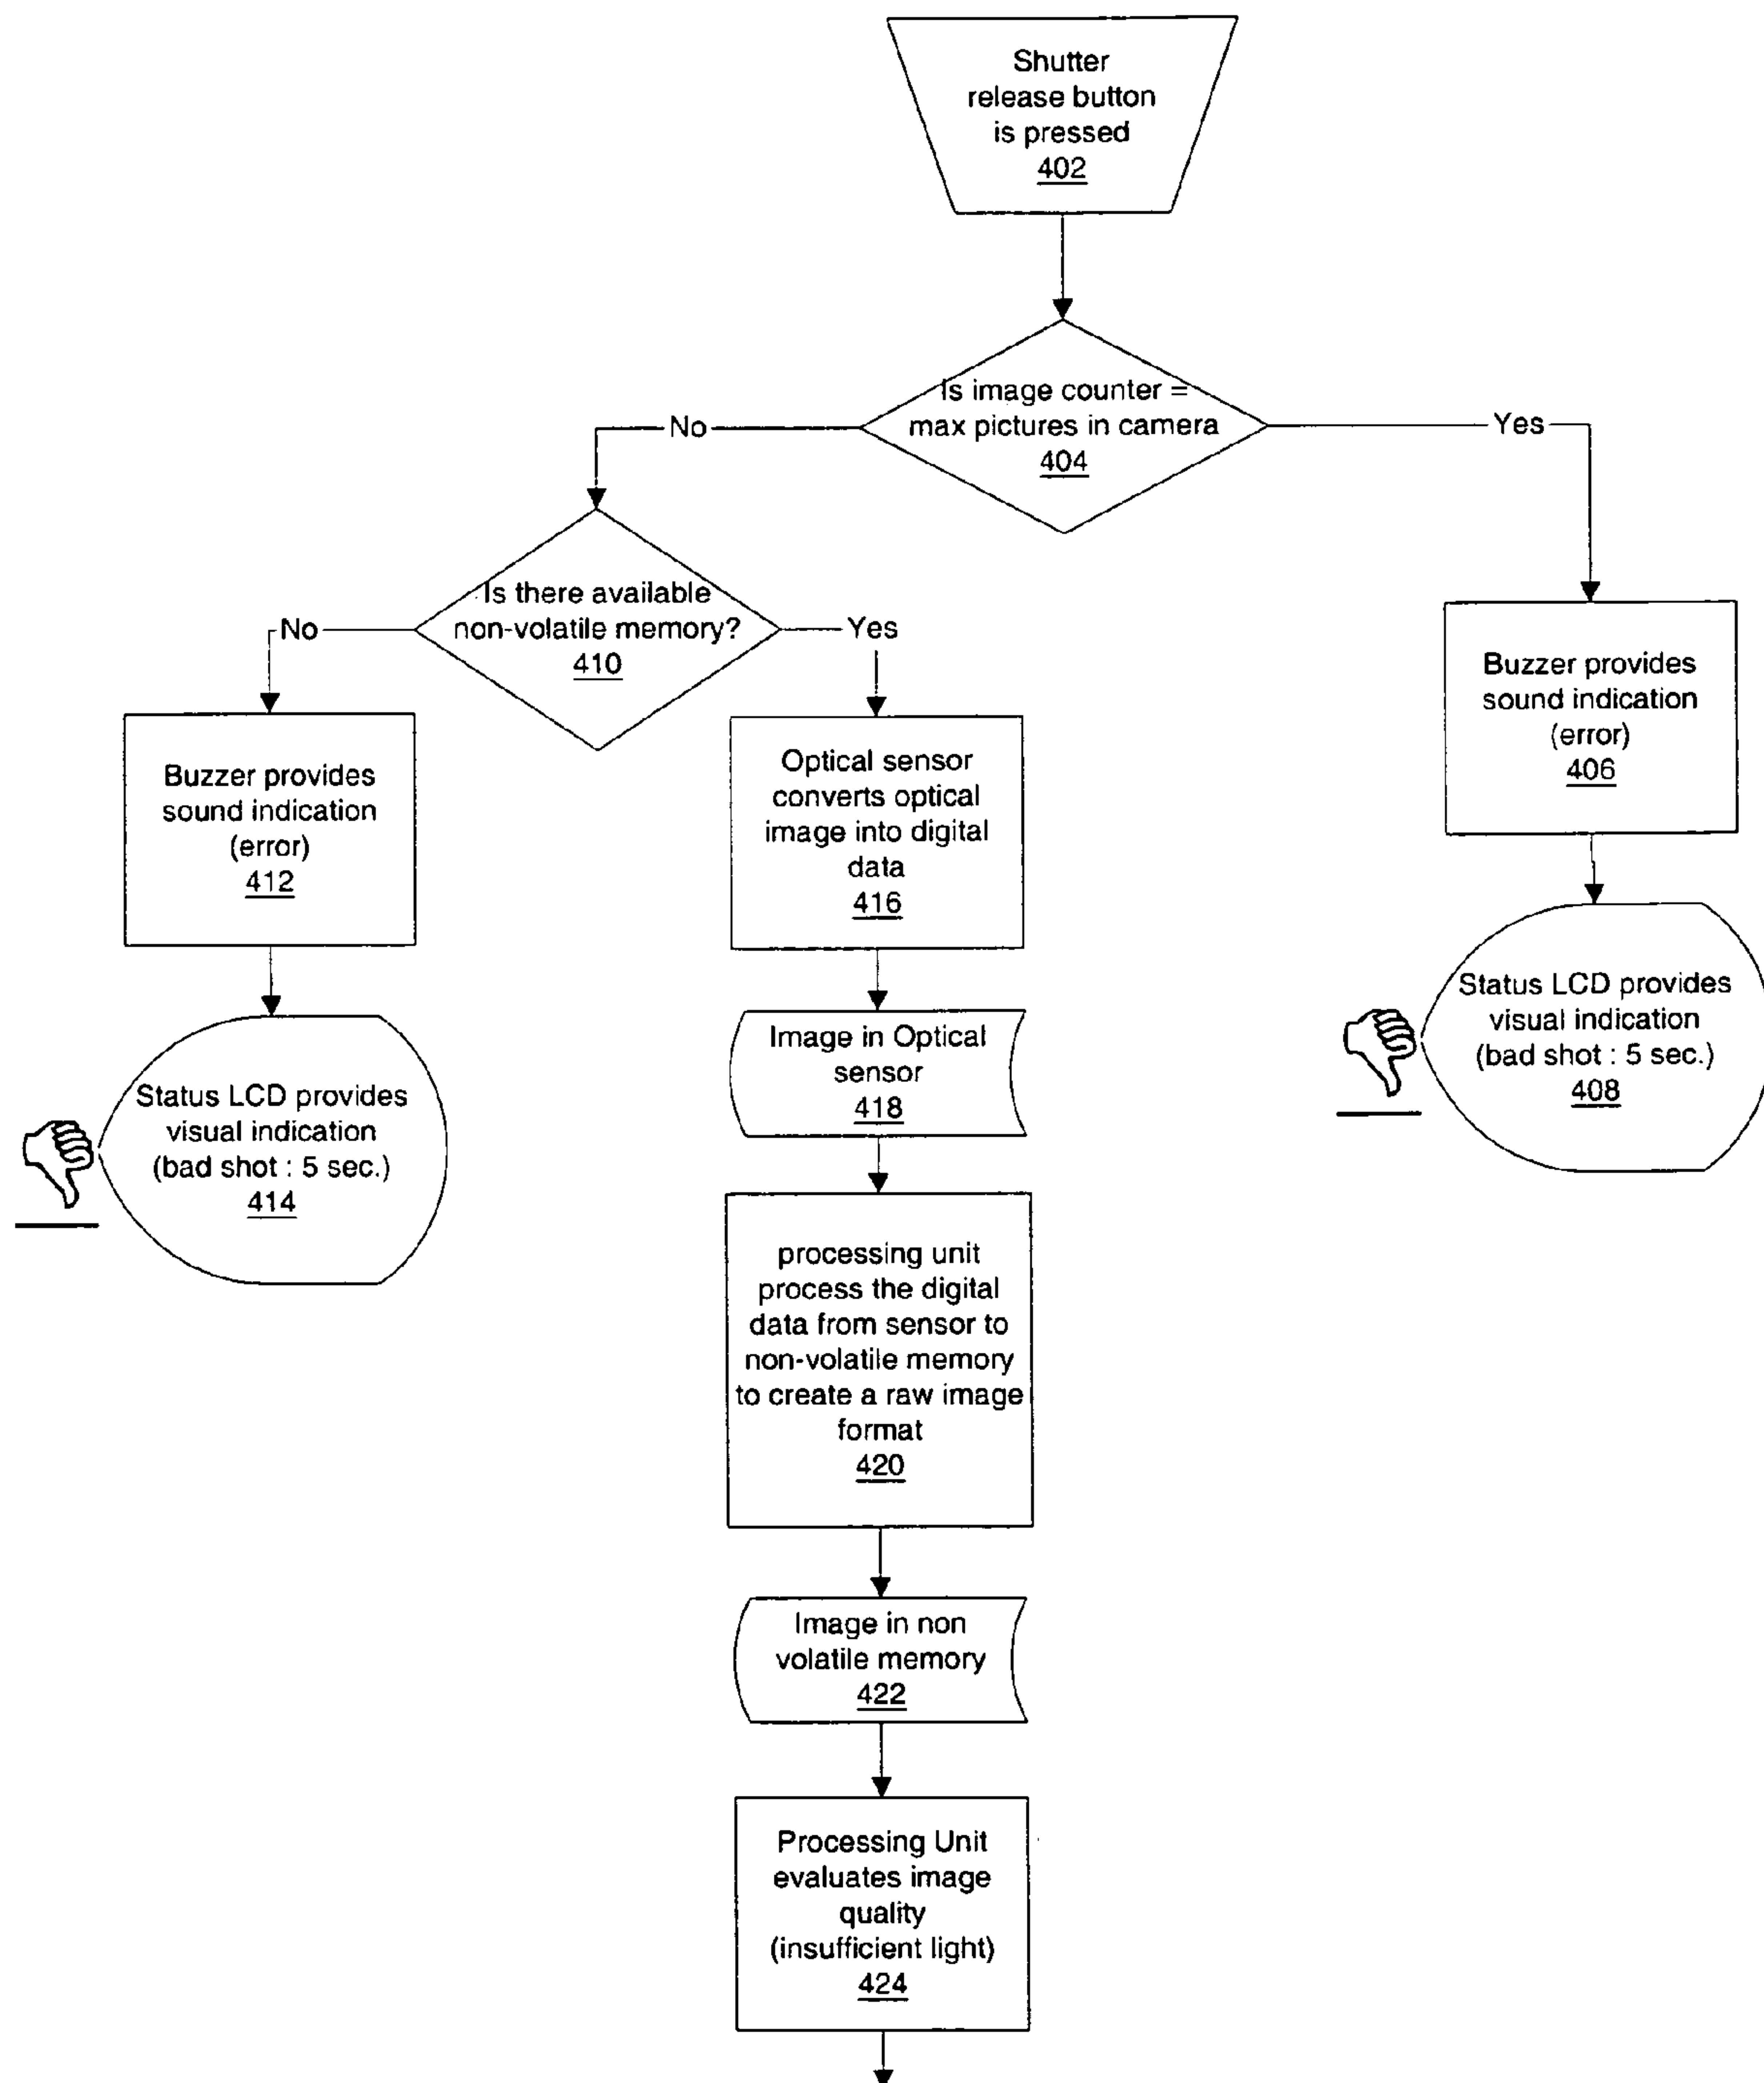 Shutter
release button
is pressed
402
Is image counter =
max pictures in camera
404
No
Yes
Is there available
non-volatile memory?
410
No
Yes
Buzzer provides
sound indication
(error)
406
Buzzer provides
sound indication
(error)
412
Optical sensor
converts optical
image into digital
data
416
Status LCD provides
visual indication
(bad shot : 5 sec.)
408
Image in Optical
sensor
418
Status LCD provides
visual indication
(bad shot : 5 sec.)
414
processing unit
process the digital
data from sensor to
non-volatile memory
to create a raw image
format
420
Image in non
volatile memory
422
Processing Unit
evaluates image
quality
(insufficient light)
424